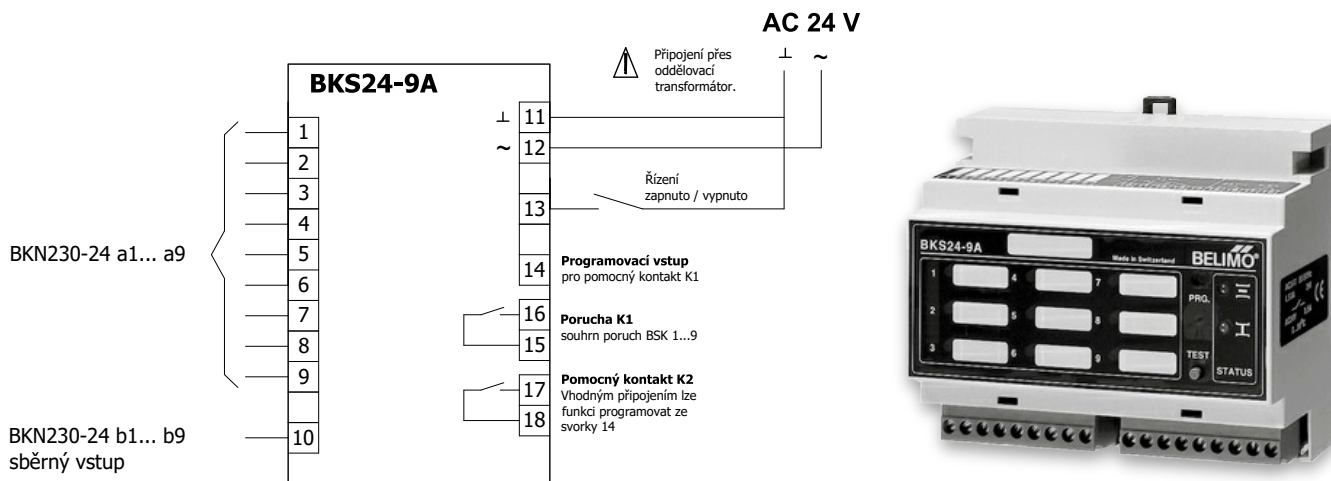 AC 24 V
⊥ ~
Připojení přes
oddělovací
transformátor.
BKS24-9A
⊥ 11
~ 12
13
Řízení
zapnuto / vypnuto
14
Programovací vstup
pro pomocný kontakt K1
16
15
Porucha K1
souhrn poruch BSK 1...9
17
18
Pomocný kontakt K2
Vhodným připojením lze
funkci programovat ze
svorky 14
1
2
3
4
5
6
7
8
9
10
BKN230-24 a1... a9
BKN230-24 b1... b9
sběrný vstup
BKS24-9A
Made in Switzerland
BELIMO®
1 4 7
2 5 8
3 6 9
PRG.
TEST
STATUS
CE